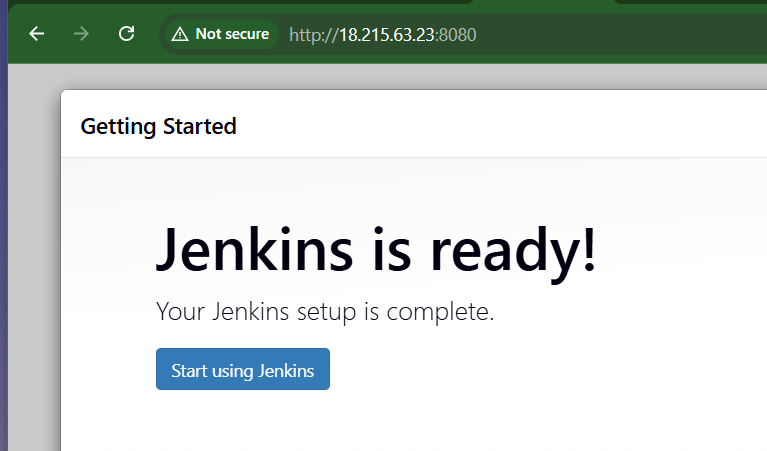 Not secure http://18.215.63.23:8080
Getting Started
Jenkins is ready!
Your Jenkins setup is complete.
Start using Jenkins